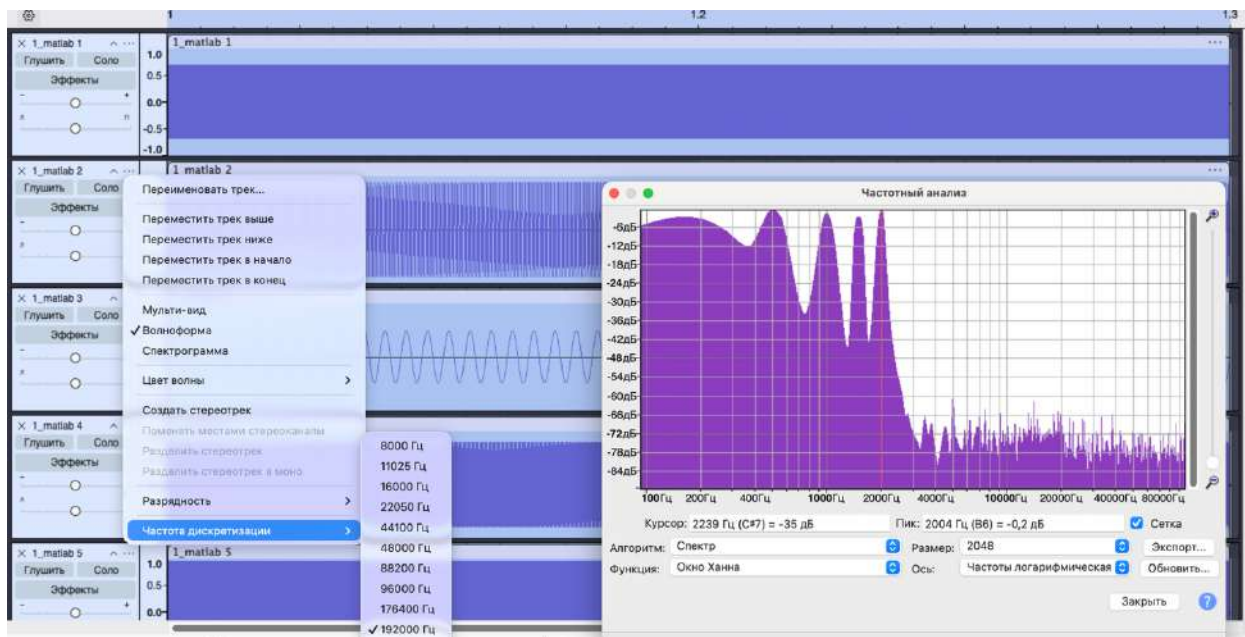 1
1.2
1.3
× 1_matlab 1
Глушить Соло
Эффекты
1_matlab 1
1.0
0.5
0.0
-0.5
-1.0
× 1_matlab 2
Глушить Соло
Эффекты
1_matlab 2
× 1_matlab 3
Глушить Соло
Эффекты
× 1_matlab 4
Глушить Соло
Эффекты
× 1_matlab 5
Глушить Соло
Эффекты
1_matlab 5
1.0
0.5
0.0
Переименовать трек...
Переместить трек выше
Переместить трек ниже
Переместить трек в начало
Переместить трек в конец
Мульти-вид
✓ Волноформа
Спектрограмма
Цвет волны >
Создать стереотрек
Поменять местами стереоканалы
Разделить стереотрек
Разделить стереотрек в моно
Разрядность >
Частота дискретизации >
8000 Гц
11025 Гц
16000 Гц
22050 Гц
44100 Гц
48000 Гц
88200 Гц
96000 Гц
176400 Гц
✓ 192000 Гц
Частотный анализ
-6дБ
-12дБ
-18дБ
-24дБ
-30дБ
-36дБ
-42дБ
-48дБ
-54дБ
-60дБ
-66дБ
-72дБ
-78дБ
-84дБ
100Гц 200Гц 400Гц 1000Гц 2000Гц 4000Гц 10000Гц 20000Гц 40000Гц 80000Гц
Курсор: 2239 Гц (C#7) = -35 дБ Пик: 2004 Гц (B6) = -0,2 дБ Сетка
Алгоритм: Спектр Размер: 2048 Экспорт...
Функция: Окно Ханна Ось: Частоты логарифмическая Обновить...
Закрыть ?